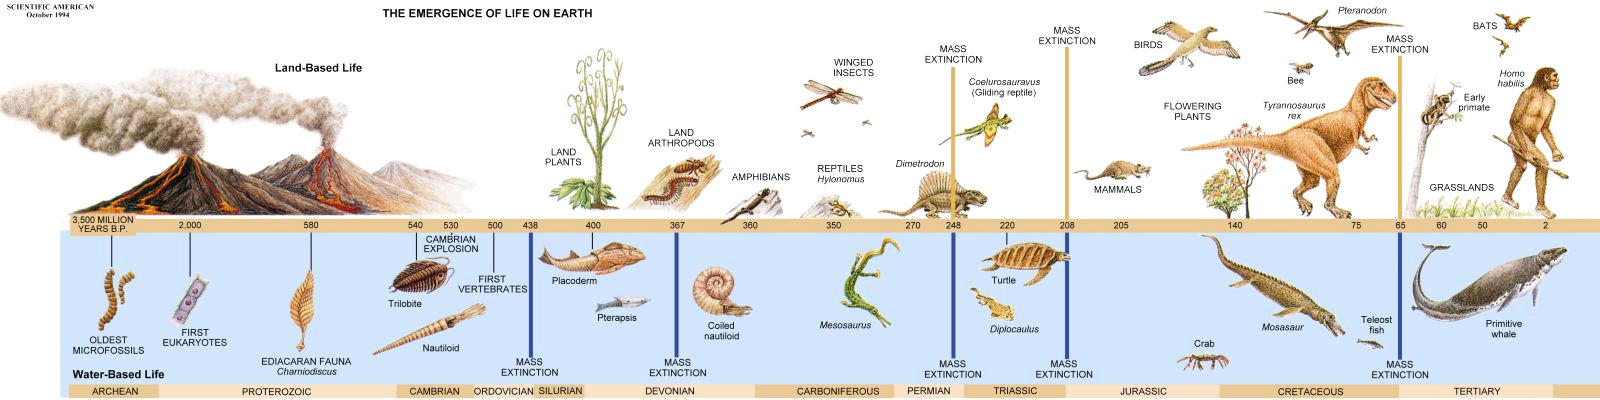 SCIENTIFIC AMERICAN
October 1994
THE EMERGENCE OF LIFE ON EARTH
Land-Based Life
LAND
PLANTS
LAND
ARTHROPODS
AMPHIBIANS
WINGED
INSECTS
REPTILES
Hylonomus
Dimetrodon
MASS
EXTINCTION
Coelurosauravus
(Gliding reptile)
MASS
EXTINCTION
BIRDS
MAMMALS
FLOWERING
PLANTS
Pteranodon
Bee
Tyrannosaurus
rex
MASS
EXTINCTION
BATS
Early
primate
Homo
habilis
GRASSLANDS
3,500 MILLION
YEARS B.P.
2,000
580
540
530
500
438
400
367
360
350
270
248
220
208
205
140
75
65
60
50
2
CAMBRIAN
EXPLOSION
OLDEST
MICROFOSSILS
FIRST
EUKARYOTES
EDIACARAN FAUNA
Charniodiscus
Trilobite
Nautiloid
FIRST
VERTEBRATES
MASS
EXTINCTION
Placoderm
Pterapsis
MASS
EXTINCTION
Coiled
nautiloid
Mesosaurus
MASS
EXTINCTION
Turtle
Diplocaulus
MASS
EXTINCTION
Crab
Mosasaur
Teleost
fish
MASS
EXTINCTION
Primitive
whale
Water-Based Life
ARCHEAN
PROTEROZOIC
CAMBRIAN
ORDOVICIAN
SILURIAN
DEVONIAN
CARBONIFEROUS
PERMIAN
TRIASSIC
JURASSIC
CRETACEOUS
TERTIARY